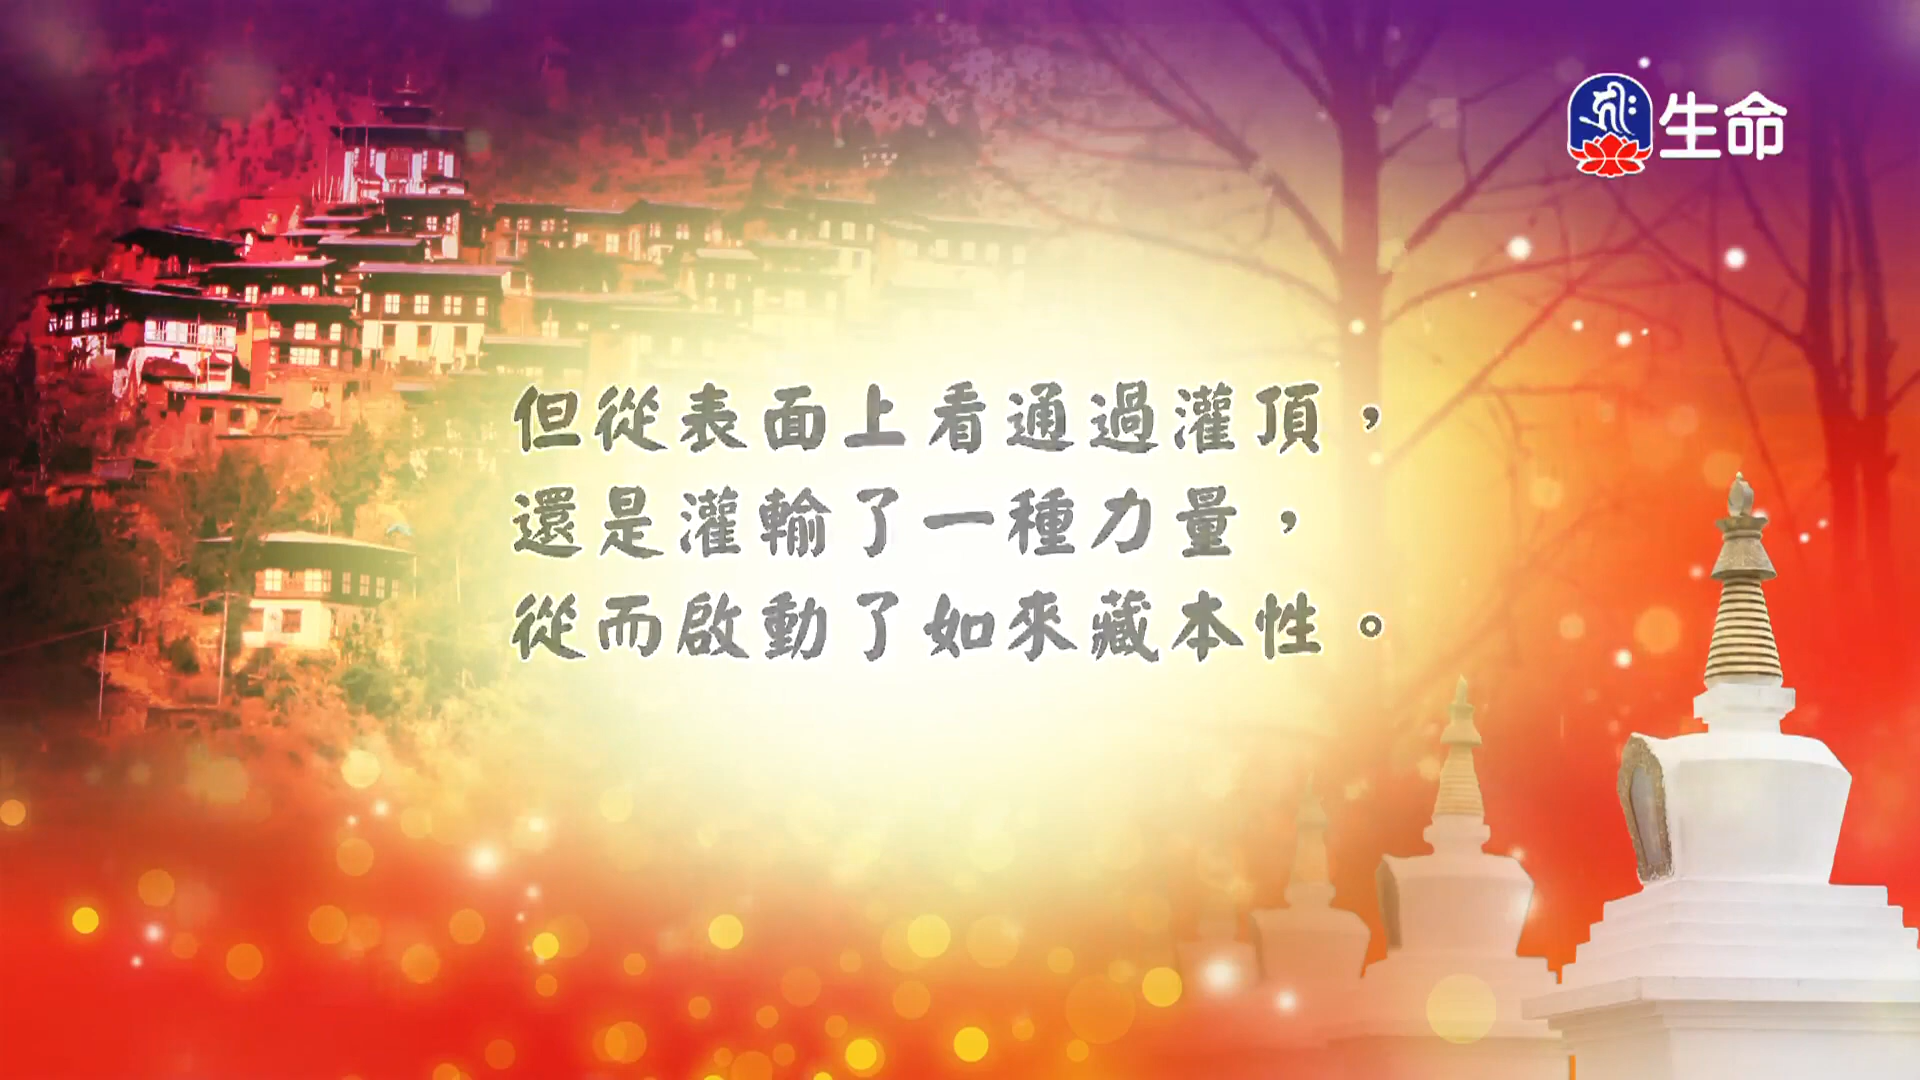 生命
但從表面上看通過灌頂，
還是灌輸了一種力量，
從而啟動了如來藏本性。